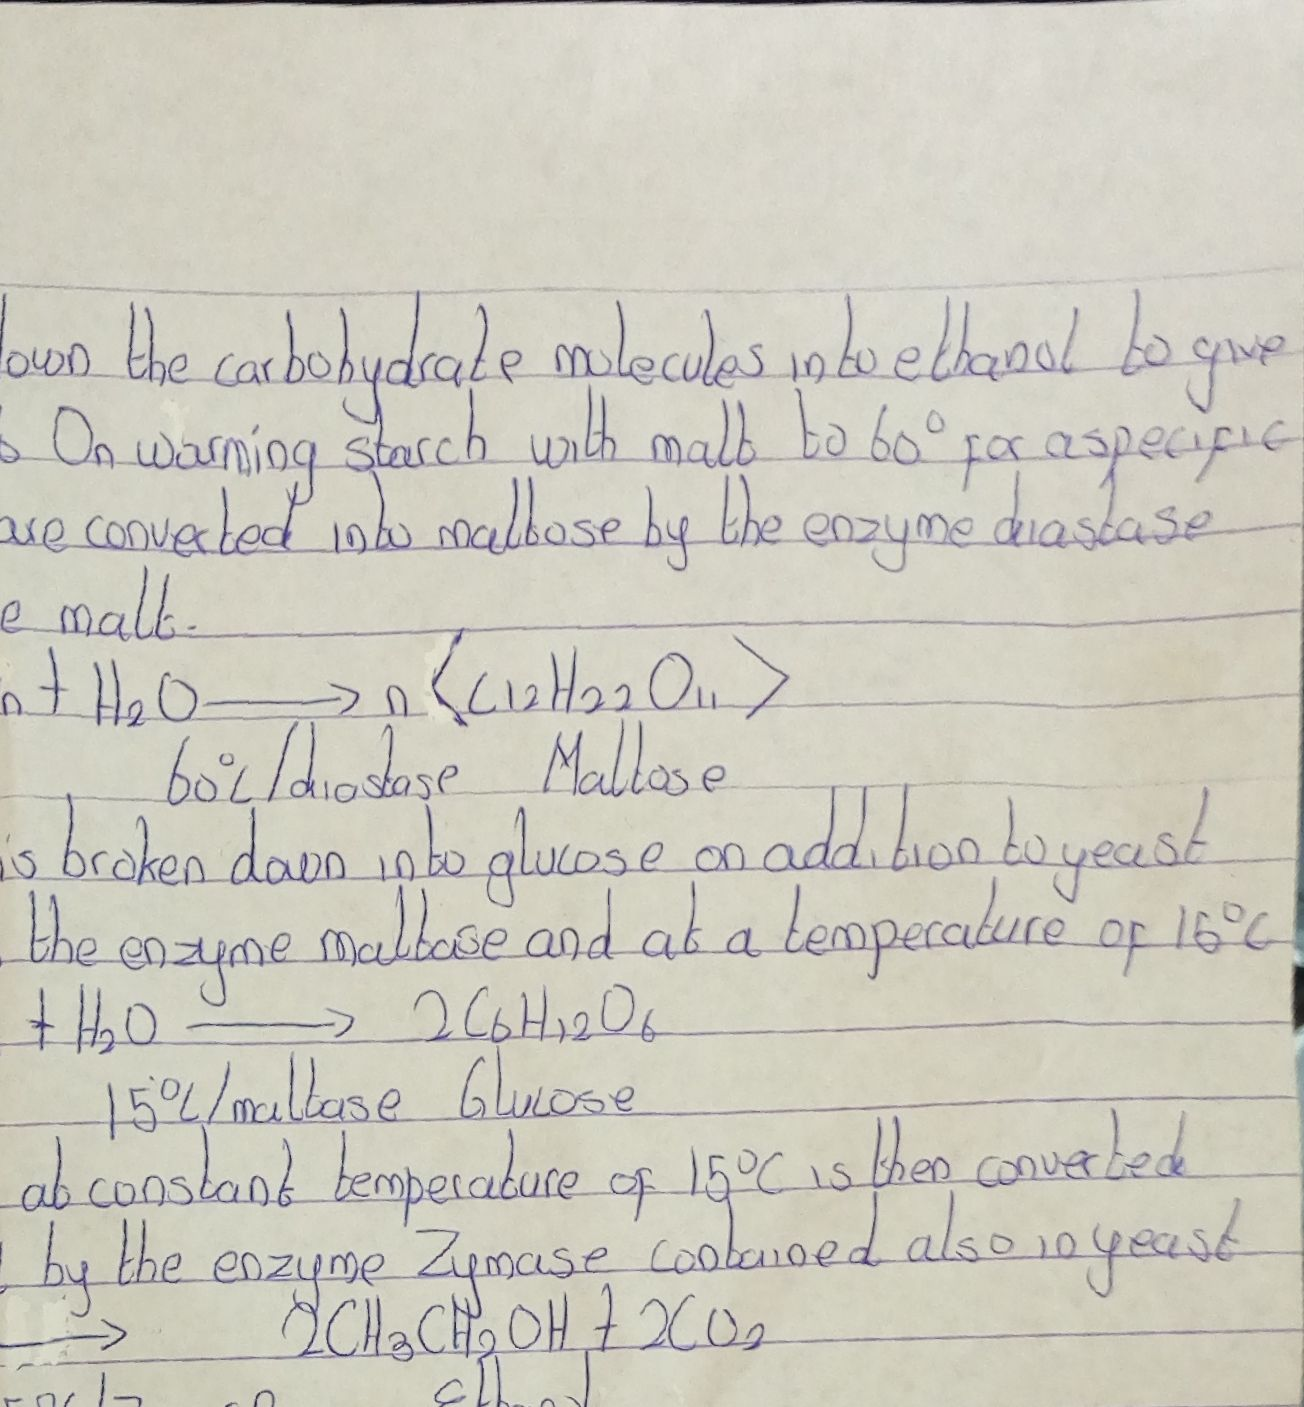 own the carbohydrate molecules into ethanol to give
On warming starch with malt to 60° for a specific
are converted into maltose by the enzyme diastase
e malt.
n + H₂O ⟶ n⟨C₁₂H₂₂O₁₁⟩
60°C/diastase Maltose
is broken down into glucose on addition to yeast
the enzyme maltase and at a temperature of 15°C
+ H₂O ⟶ 2C₆H₁₂O₆
15°C/maltase Glucose
at constant temperature of 15°C is then converted
by the enzyme Zymase contained also in yeast
⟶ 2CH₃CH₂OH + 2CO₂